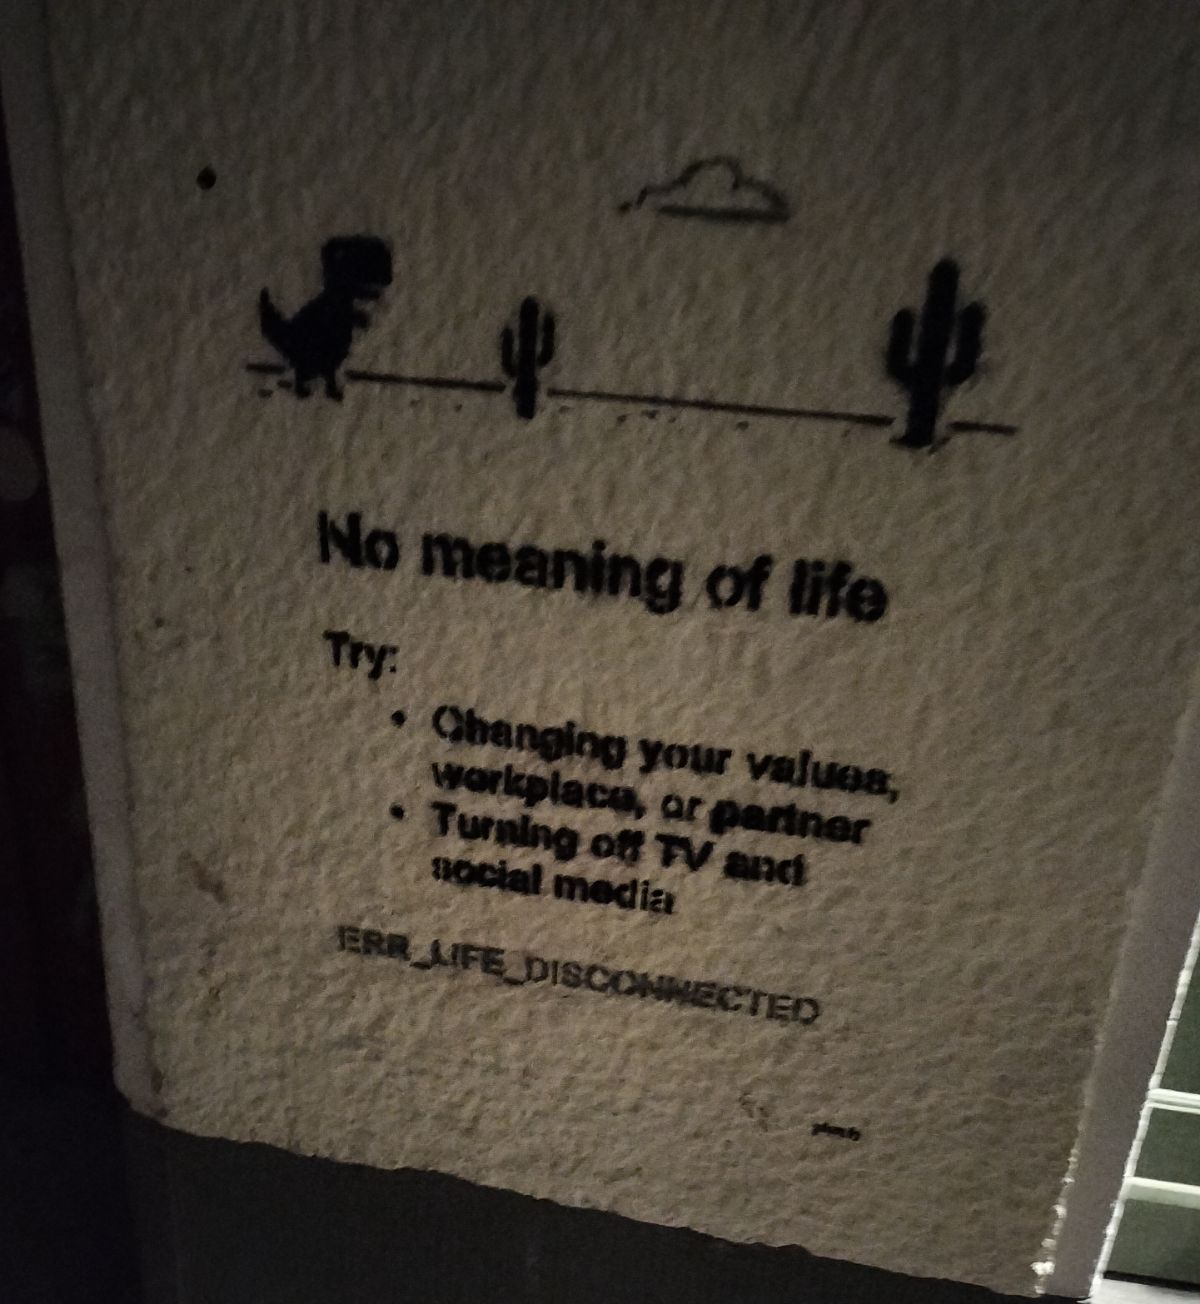 No meaning of life
Try:
• Changing your values,
workplace, or partner
• Turning off TV and
social media
ERR_LIFE_DISCONNECTED